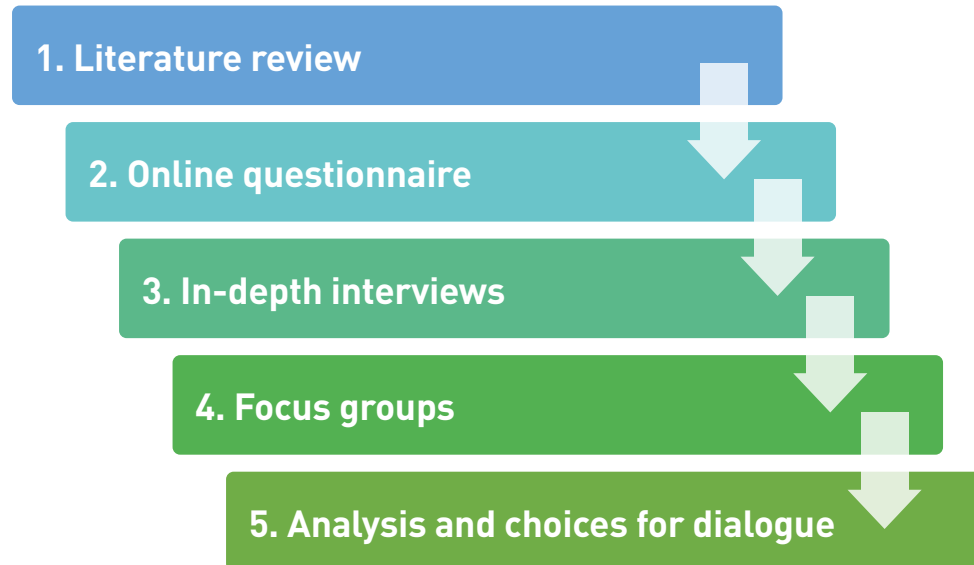 1. Literature review
2. Online questionnaire
3. In-depth interviews
4. Focus groups
5. Analysis and choices for dialogue